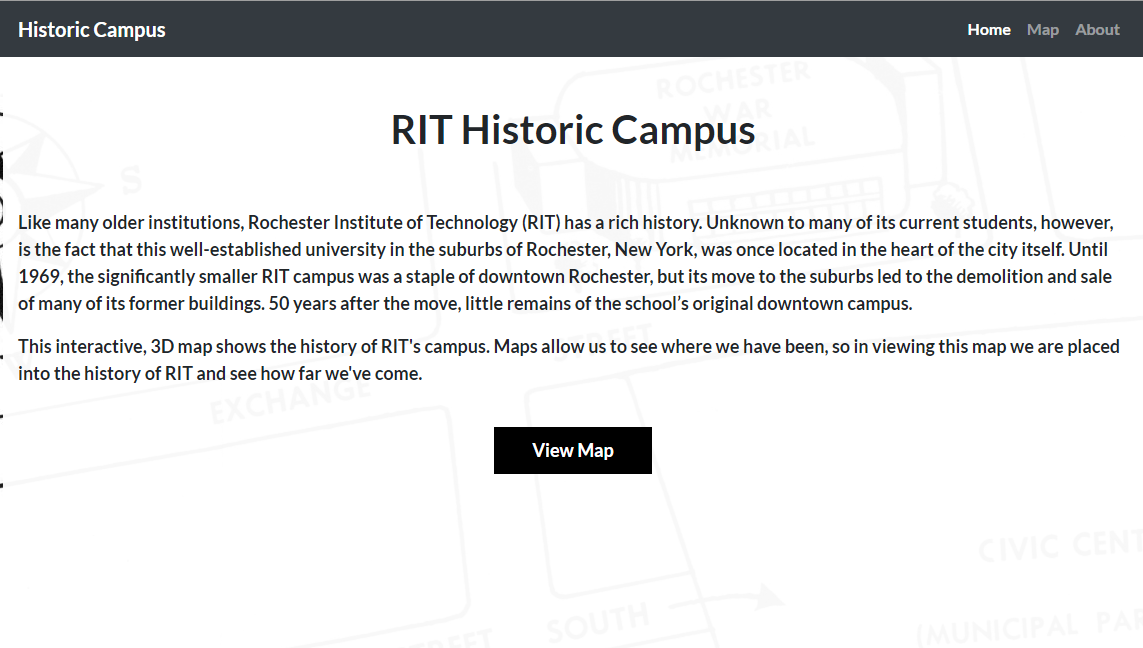 Historic Campus
Home Map About
ROCHESTER
WAR
MEMORIAL
RIT Historic Campus
S
Like many older institutions, Rochester Institute of Technology (RIT) has a rich history. Unknown to many of its current students, however,
is the fact that this well-established university in the suburbs of Rochester, New York, was once located in the heart of the city itself. Until
1969, the significantly smaller RIT campus was a staple of downtown Rochester, but its move to the suburbs led to the demolition and sale
of many of its former buildings. 50 years after the move, little remains of the school’s original downtown campus.
STREET
This interactive, 3D map shows the history of RIT's campus. Maps allow us to see where we have been, so in viewing this map we are placed
into the history of RIT and see how far we've come.
EXCHANGE
View Map
CIVIC CENT
SOUTH
(MUNICIPAL PAR
STREET